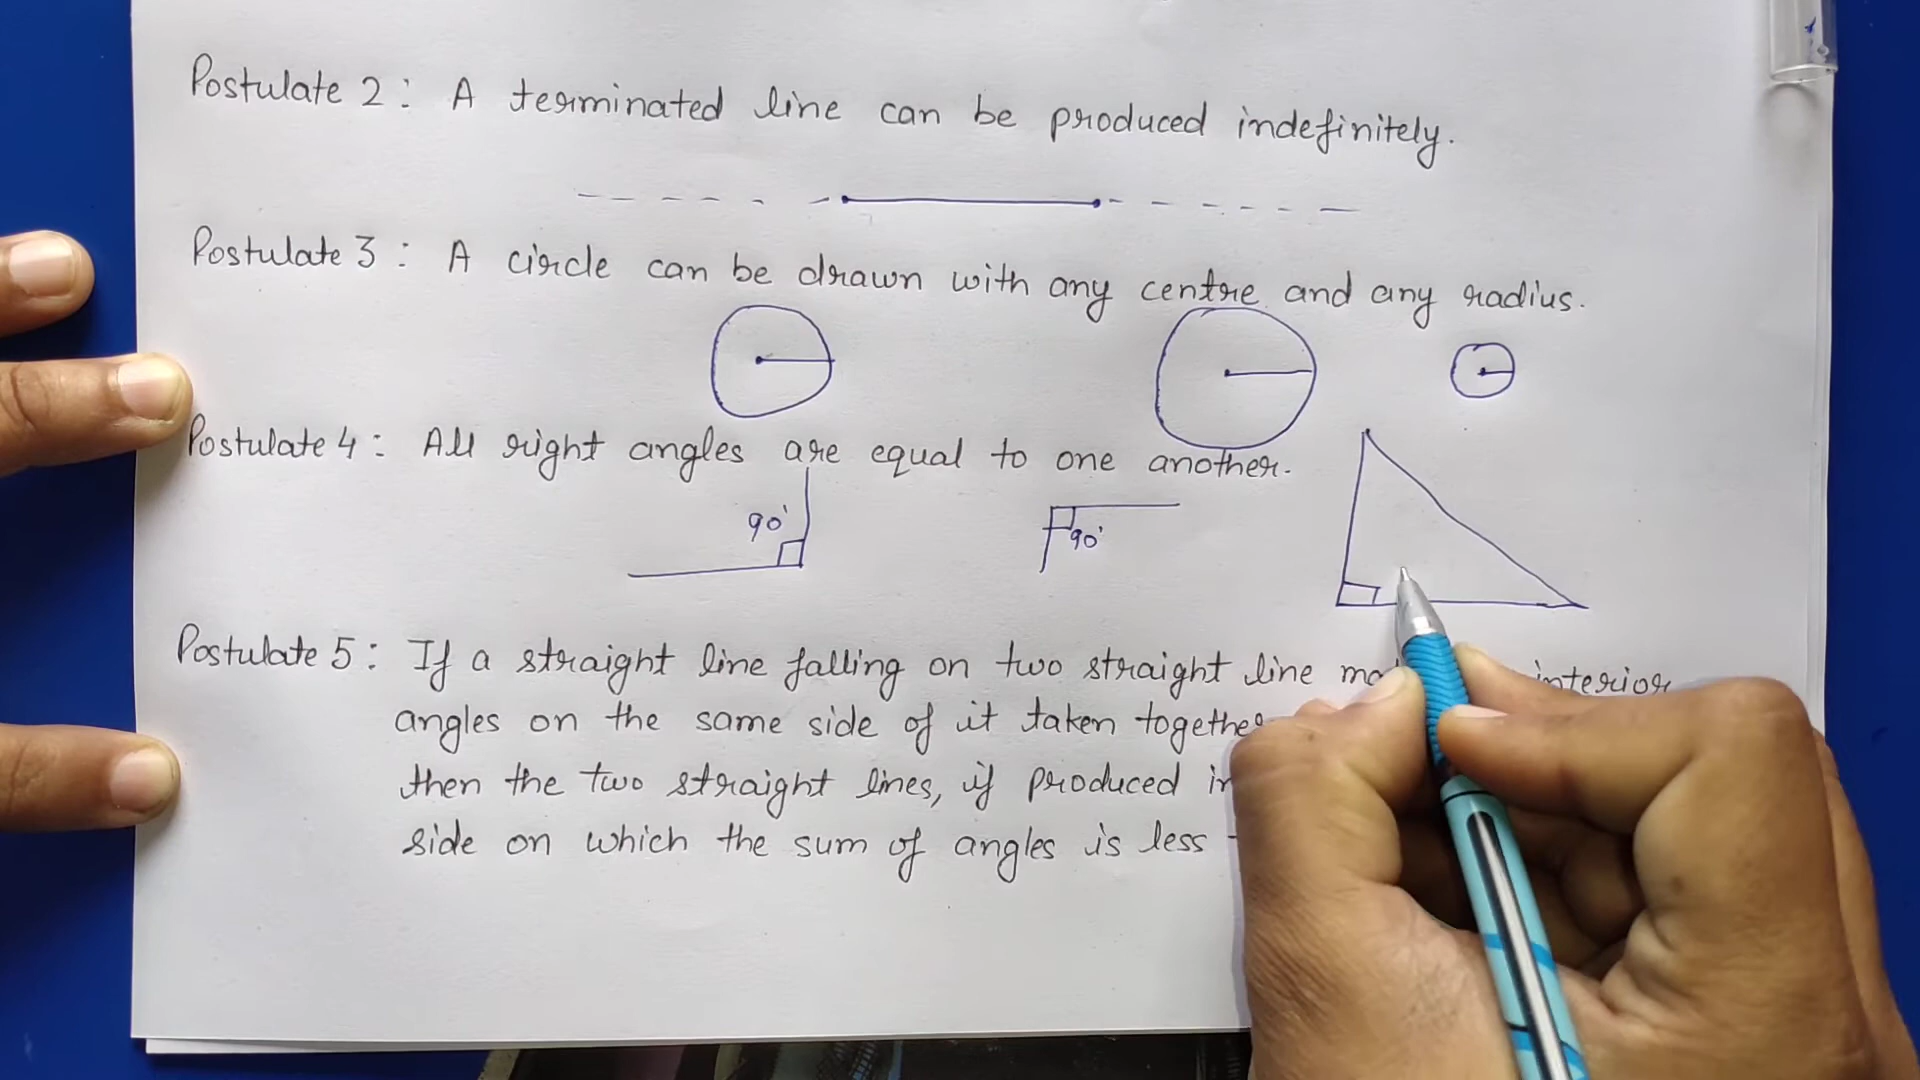 Postulate 2: A terminated line can be produced indefinitely.
Postulate 3: A circle can be drawn with any centre and any radius.
Postulate 4: All right angles are equal to one another.
90°
90°
Postulate 5: If a straight line falling on two straight line interior
angles on the same side of it taken together
then the two straight lines, if produced
side on which the sum of angles is less